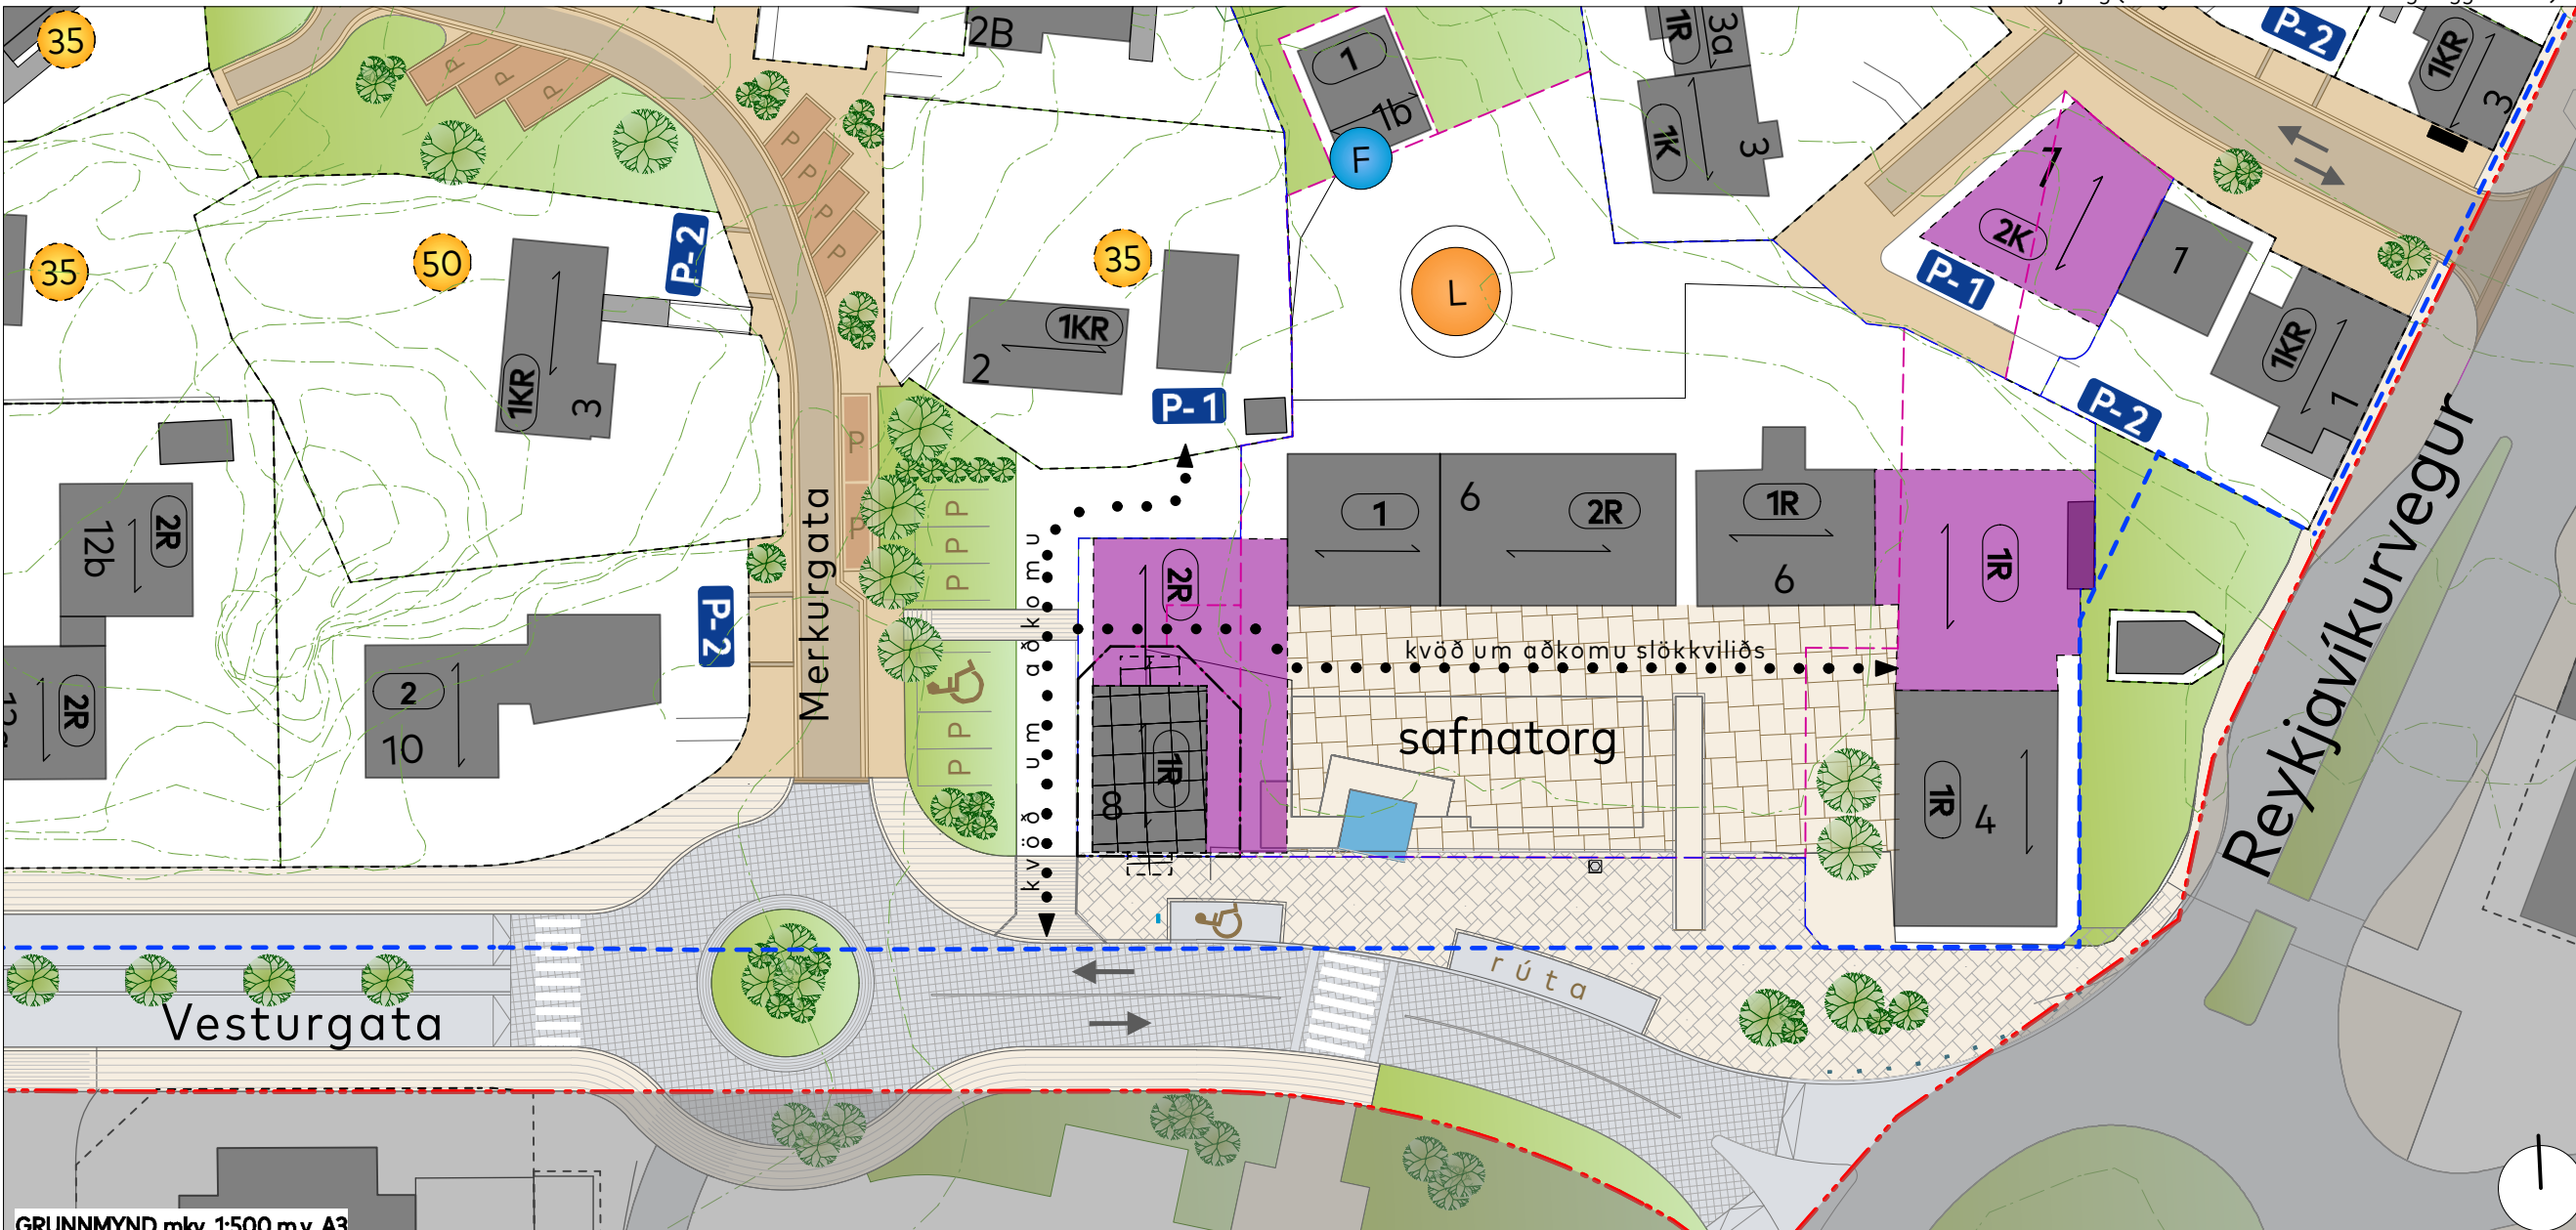 35
2B
1
1b
1R
3a
1K
3
P-2
1KR
3
P
P
P
P
P
P
P
F
35
50
P-2
35
L
1KR
3
2
1KR
P-1
7
2K
P-1
1
1KR
1
P-2
Reykjavíkurvegur
12b
2R
2R
2
10
P-2
Merkurgata
P
P
P
P
P
P
P
P
kvöð um aðkomu
2R
1R
8
1
6
2R
1R
6
1R
kvöð um aðkomu slökkviliðs
safnatorg
1R
4
rúta
Vesturgata
GRUNNMYND mkv. 1:500 m.v. A3